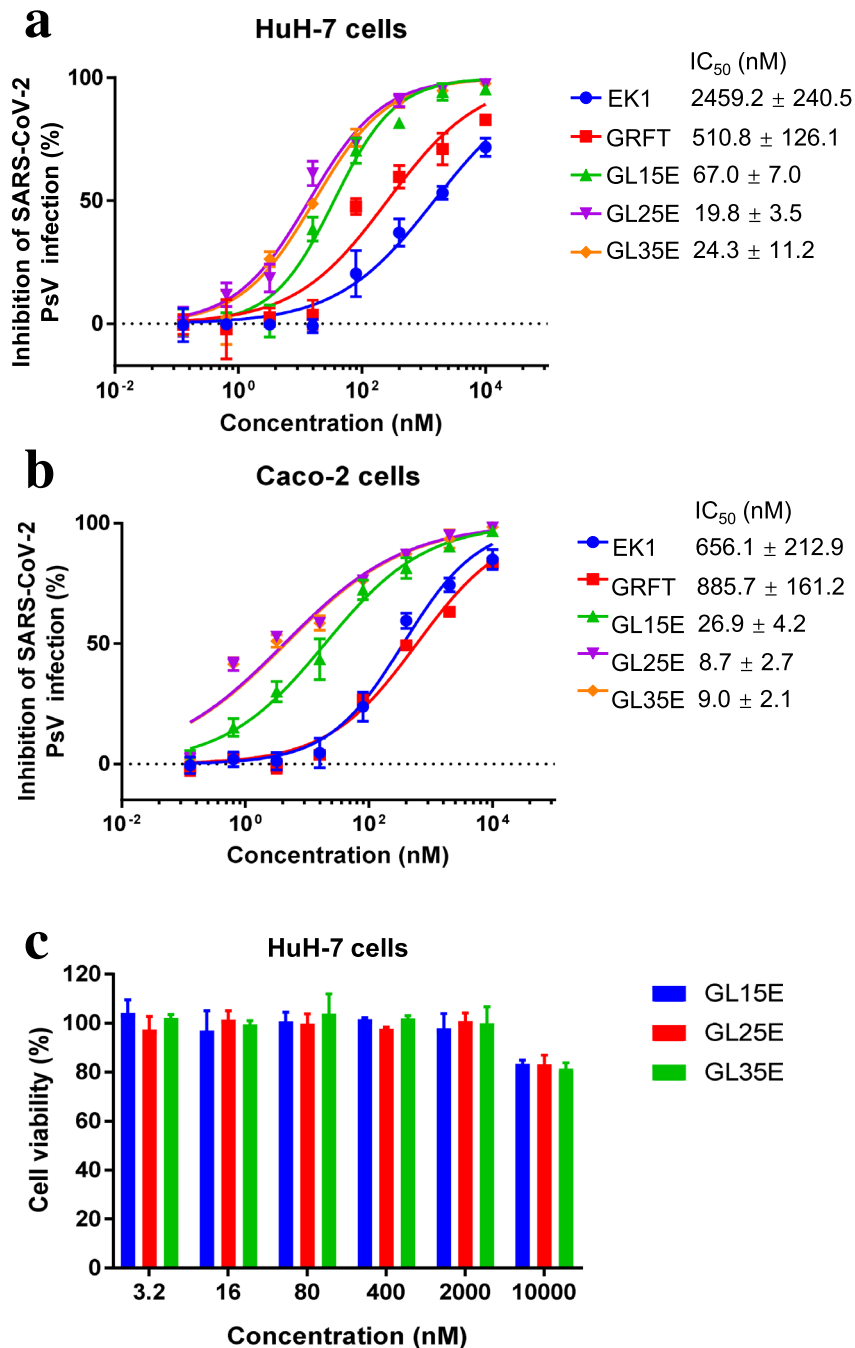 a
HuH-7 cells
Inhibition of SARS-CoV-2
PsV infection (%)
100
50
0
10-2
100
102
104
Concentration (nM)
IC50 (nM)
EK1 2459.2 ± 240.5
GRFT 510.8 ± 126.1
GL15E 67.0 ± 7.0
GL25E 19.8 ± 3.5
GL35E 24.3 ± 11.2
b
Caco-2 cells
Inhibition of SARS-CoV-2
PsV infection (%)
100
50
0
10-2
100
102
104
Concentration (nM)
IC50 (nM)
EK1 656.1 ± 212.9
GRFT 885.7 ± 161.2
GL15E 26.9 ± 4.2
GL25E 8.7 ± 2.7
GL35E 9.0 ± 2.1
c
HuH-7 cells
Cell viability (%)
120
100
80
60
40
20
0
3.2 16 80 400 2000 10000
Concentration (nM)
GL15E
GL25E
GL35E